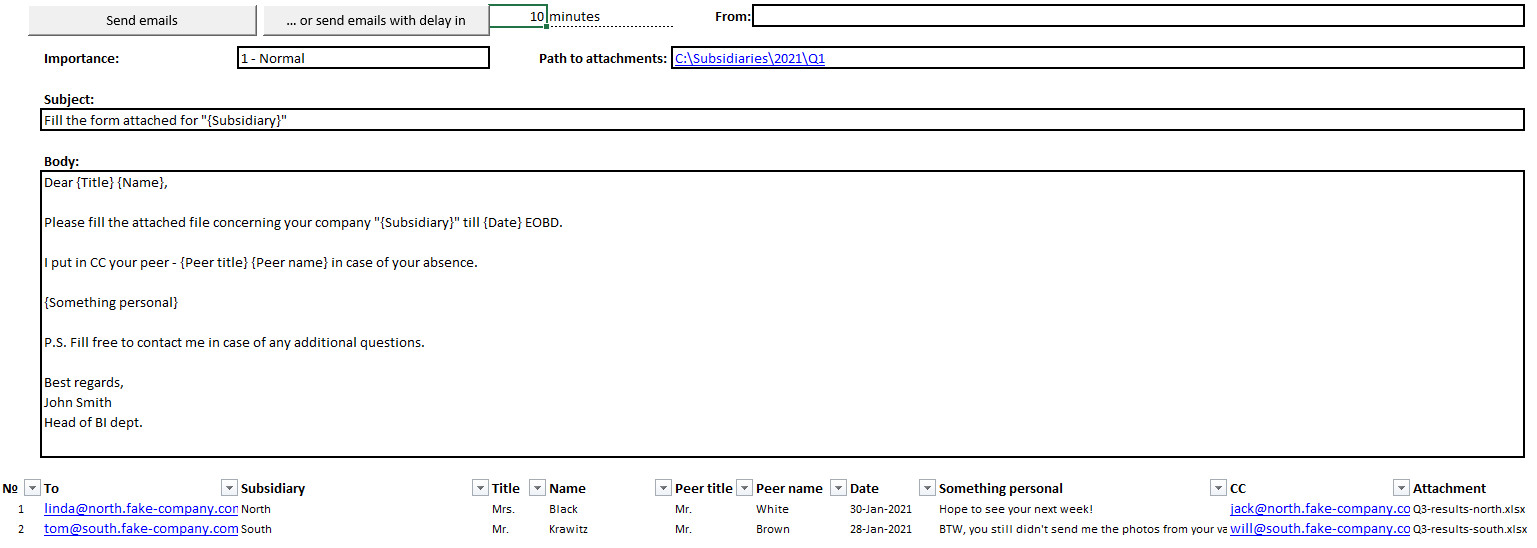 Send emails ... or send emails with delay in 10 minutes From:
Importance: 1 - Normal Path to attachments: C:\Subsidiaries\2021\Q1
Subject:
Fill the form attached for "{Subsidiary}"
Body:
Dear {Title} {Name},
Please fill the attached file concerning your company "{Subsidiary}" till {Date} EOBD.
I put in CC your peer - {Peer title} {Peer name} in case of your absence.
{Something personal}
P.S. Fill free to contact me in case of any additional questions.
Best regards,
John Smith
Head of BI dept.
№ To Subsidiary Title Name Peer title Peer name Date Something personal CC Attachment
1 linda@north.fake-company.com North Mrs. Black Mr. White 30-Jan-2021 Hope to see your next week! jack@north.fake-company.co Q3-results-north.xlsx
2 tom@south.fake-company.com South Mr. Krawitz Mr. Brown 28-Jan-2021 BTW, you still didn't send me the photos from your va will@south.fake-company.co Q3-results-south.xlsx